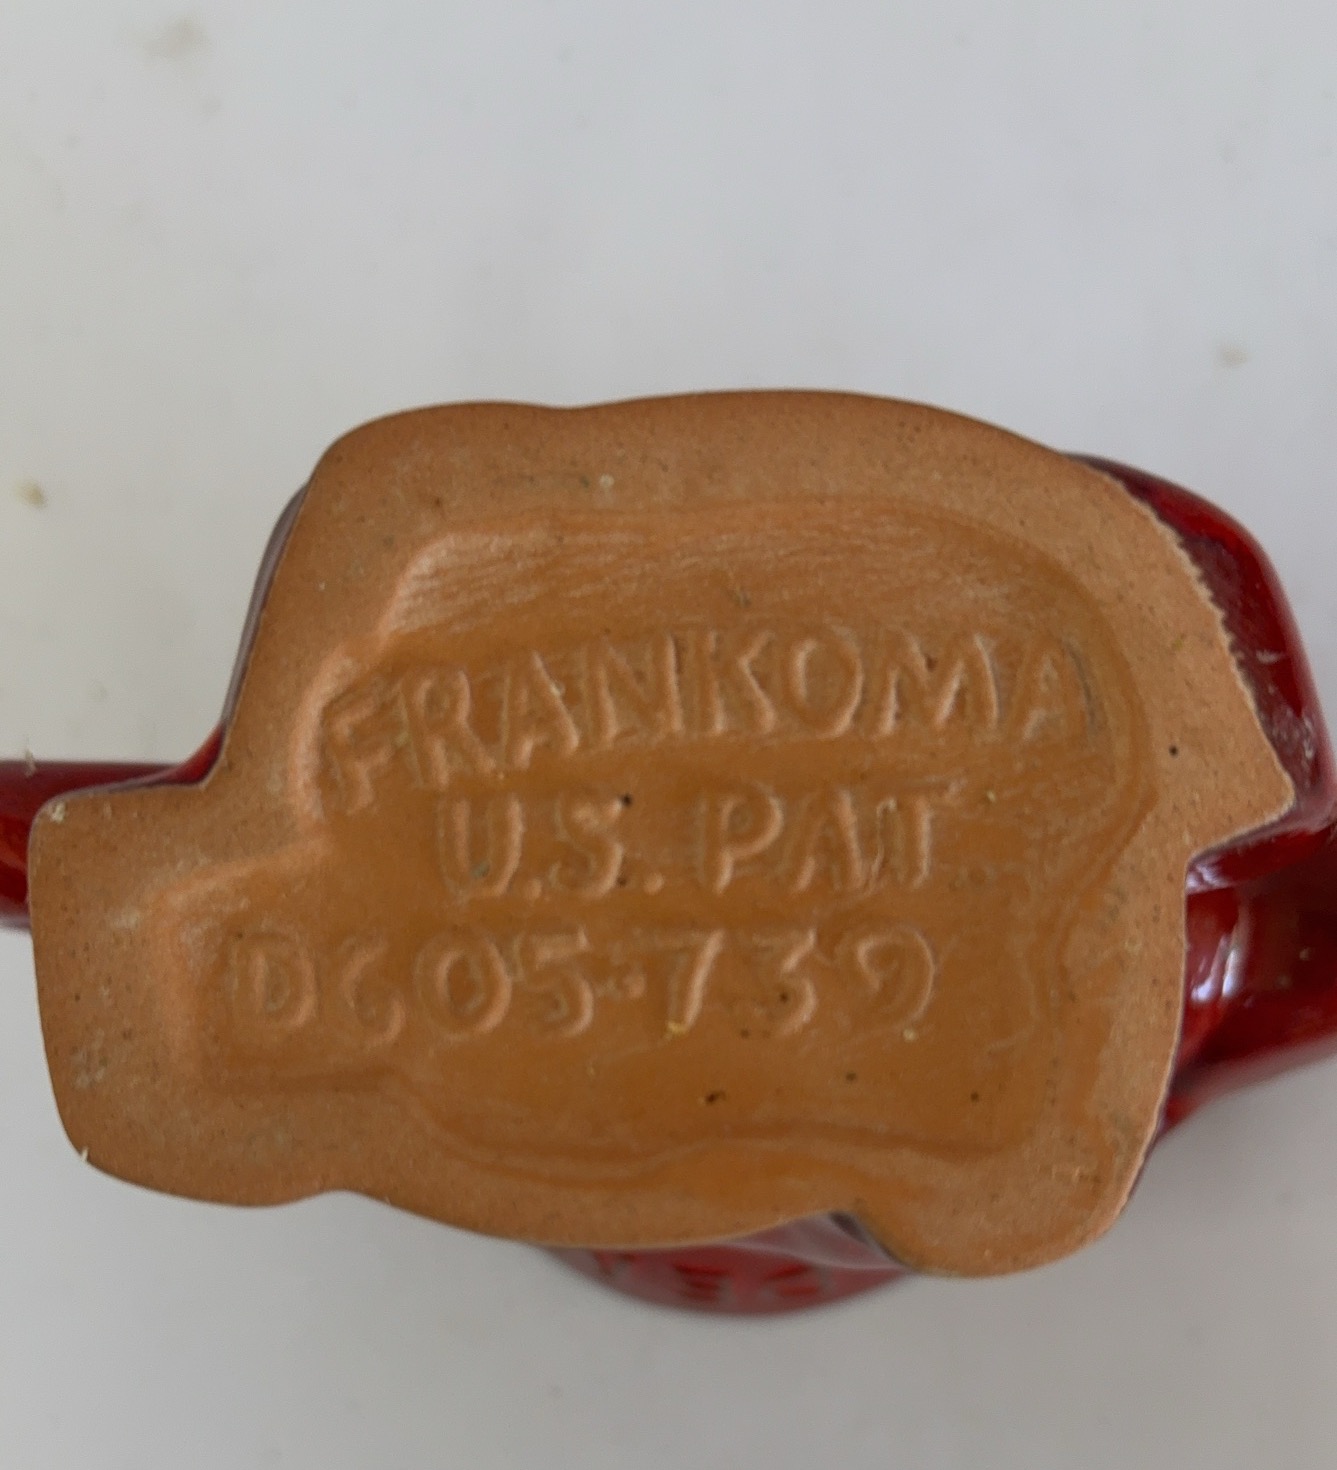 FRANKOMA
U.S. PAT
D605-739